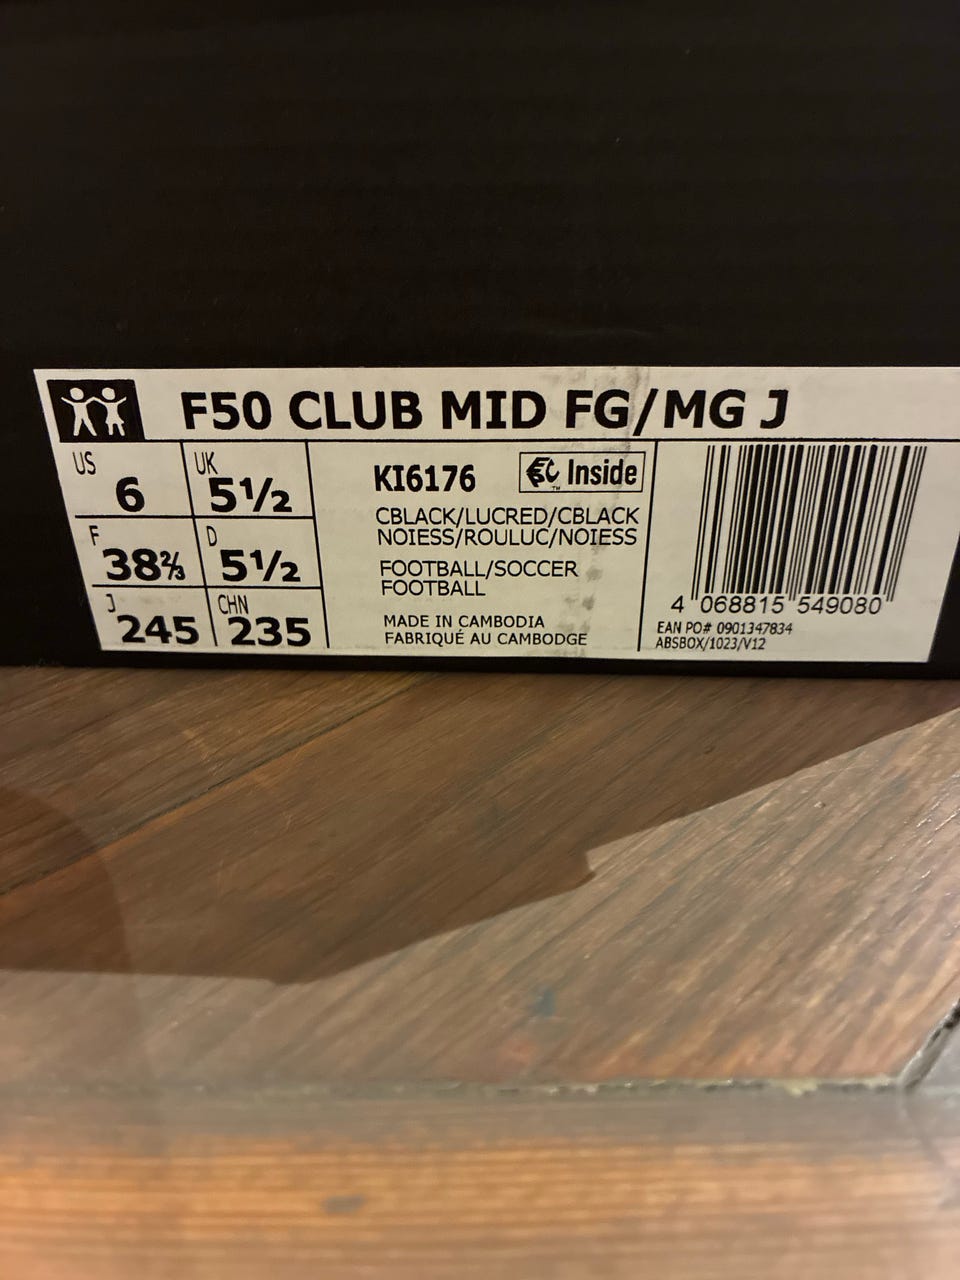 F50 CLUB MID FG/MG J
US 6
UK 5½
F 38⅔
D 5½
J 245
CHN 235
KI6176
Inside
TM
CBLACK/LUCRED/CBLACK
NOIESS/ROULUC/NOIESS
FOOTBALL/SOCCER
FOOTBALL
MADE IN CAMBODIA
FABRIQUÉ AU CAMBODGE
4 068815 549080
EAN PO# 0901347834
ABSBOX/1023/V12